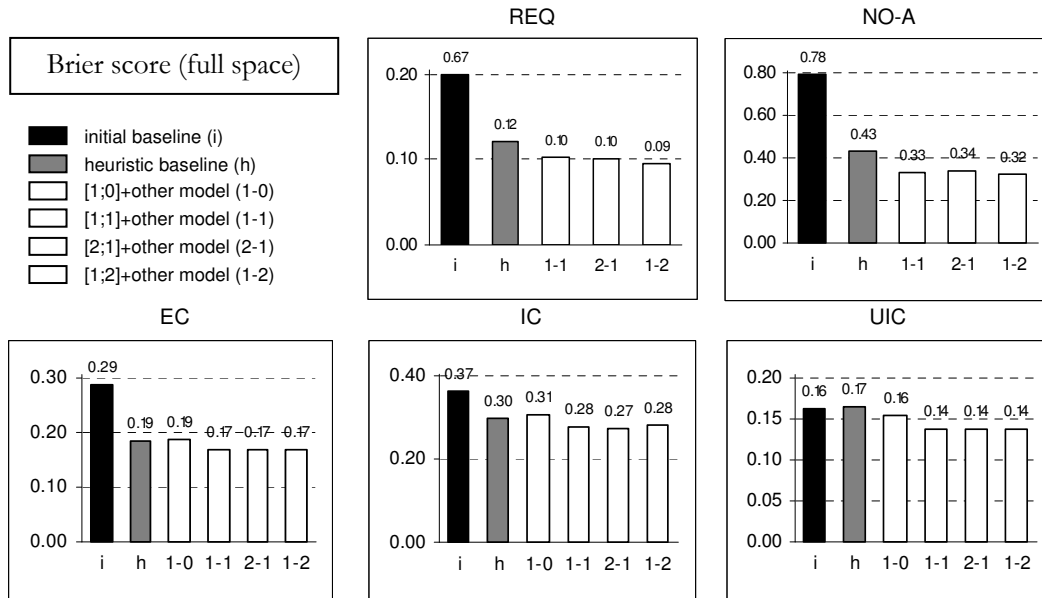 Brier score (full space)
initial baseline (i)
heuristic baseline (h)
[1;0]+other model (1-0)
[1;1]+other model (1-1)
[2;1]+other model (2-1)
[1;2]+other model (1-2)
REQ
0.67
0.20
0.12
0.10
0.10
0.09
0.10
0.00
i h 1-1 2-1 1-2
NO-A
0.78
0.80
0.60
0.43
0.40
0.33
0.34
0.32
0.20
0.00
i h 1-1 2-1 1-2
EC
0.29
0.30
0.20
0.19
0.19
0.17
0.17
0.17
0.10
0.00
i h 1-0 1-1 2-1 1-2
IC
0.37
0.40
0.30
0.31
0.28
0.27
0.28
0.20
0.00
i h 1-0 1-1 2-1 1-2
UIC
0.20
0.16
0.17
0.16
0.15
0.14
0.14
0.14
0.10
0.05
0.00
i h 1-0 1-1 2-1 1-2